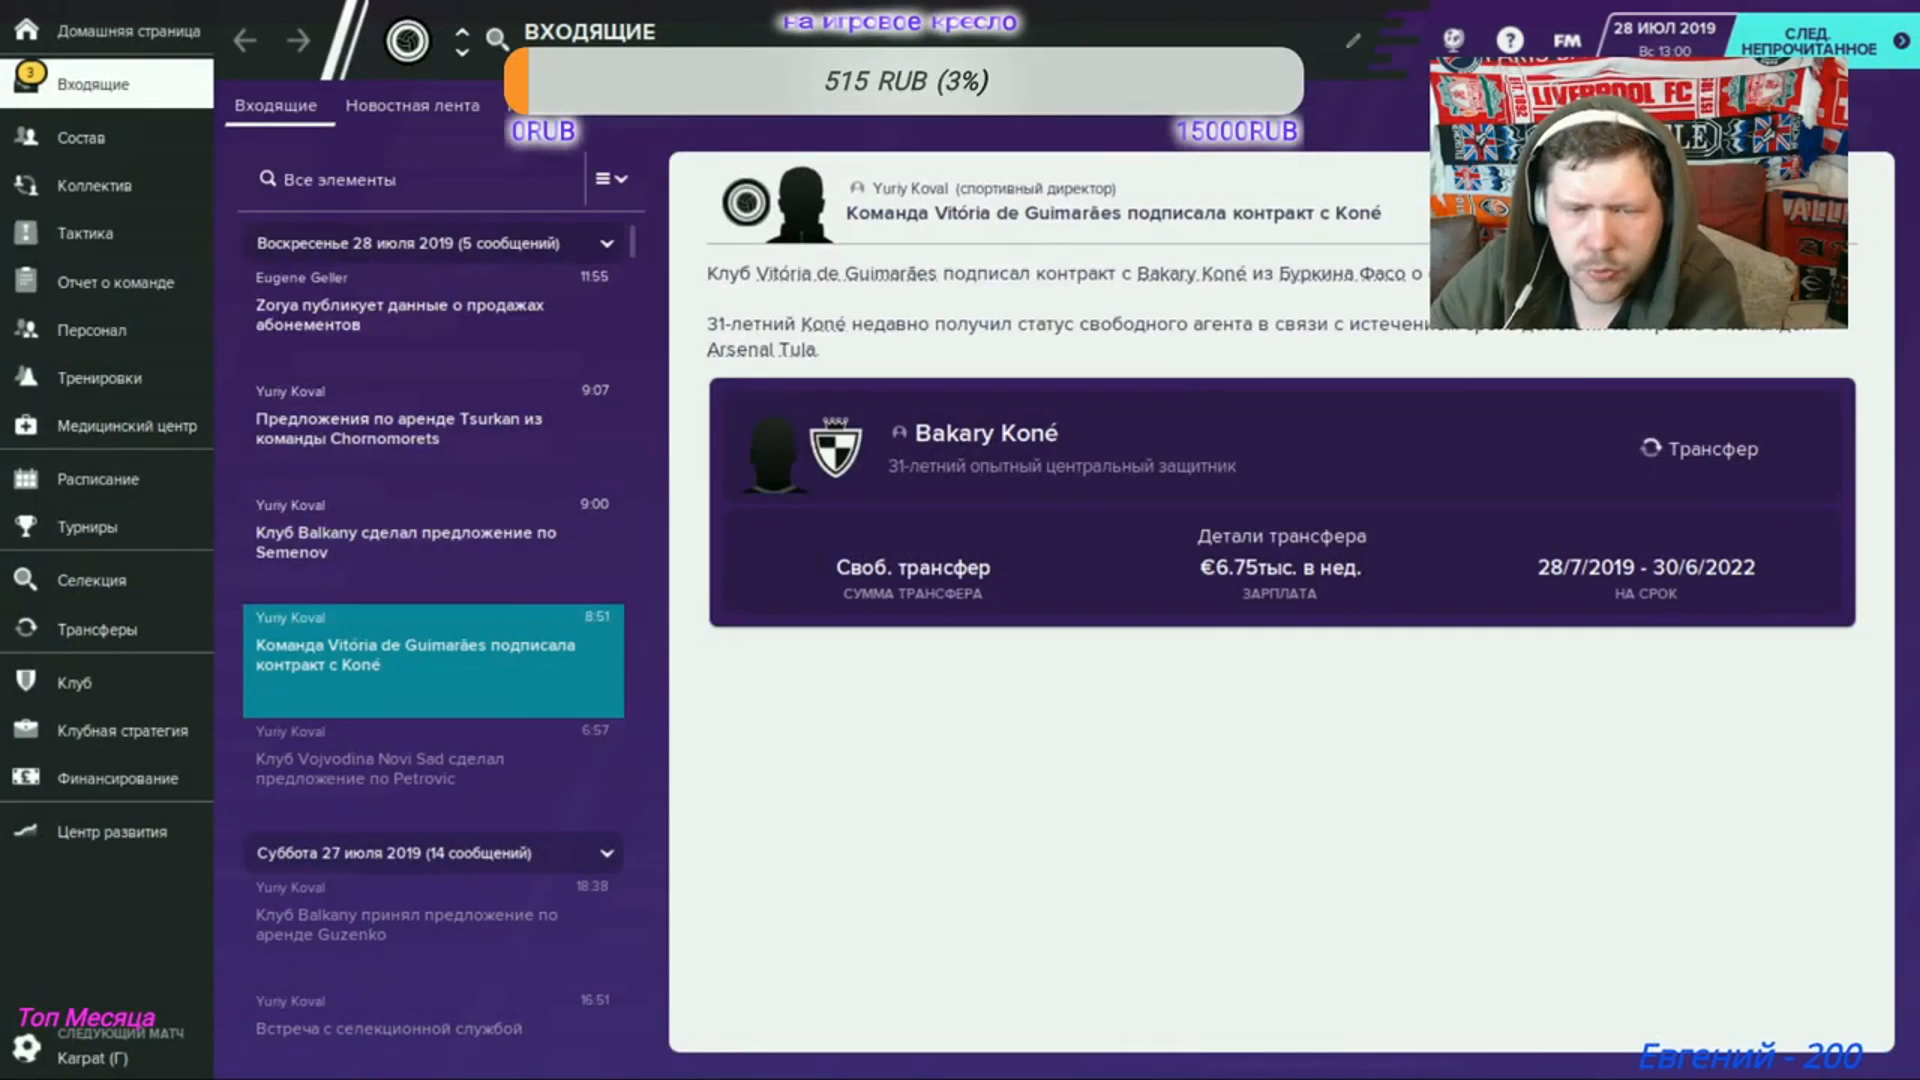 на игровое кресло
Домашняя страница
ВХОДЯЩИЕ
FM
28 ИЮЛ 2019
Вс 13:00
СЛЕД.
НЕПРОЧИТАННОЕ
3
Входящие
515 RUB (3%)
0RUB
15000RUB
Входящие
Новостная лента
LIVERPOOL FC
Состав
Коллектив
Тактика
Отчет о команде
Персонал
Тренировки
Медицинский центр
Расписание
Турниры
Селекция
Трансферы
Клуб
Клубная стратегия
Финансирование
Центр развития
Топ Месяца
СЛЕДУЮЩИЙ МАТЧ
Karpat (Г)
Все элементы
Воскресенье 28 июля 2019 (5 сообщений)
Eugene Geller 11:55
Zorya публикует данные о продажах
абонементов
Yuriy Koval 9:07
Предложения по аренде Tsurkan из
команды Chornomorets
Yuriy Koval 9:00
Клуб Balkany сделал предложение по
Semenov
Yuriy Koval 8:51
Команда Vitória de Guimarães подписала
контракт с Koné
Yuriy Koval 6:57
Клуб Vojvodina Novi Sad сделал
предложение по Petrovic
Суббота 27 июля 2019 (14 сообщений)
Yuriy Koval 18:38
Клуб Balkany принял предложение по
аренде Guzenko
Yuriy Koval 16:51
Встреча с селекционной службой
Yuriy Koval (спортивный директор)
Команда Vitória de Guimarães подписала контракт с Koné
Клуб Vitória de Guimarães подписал контракт с Bakary Koné из Буркина Фасо о
31-летний Koné недавно получил статус свободного агента в связи с
Arsenal Tula.
Bakary Koné
31-летний опытный центральный защитник
Трансфер
Детали трансфера
Своб. трансфер
СУММА ТРАНСФЕРА
€6.75тыс. в нед.
ЗАРПЛАТА
28/7/2019 - 30/6/2022
НА СРОК
Евгений - 200